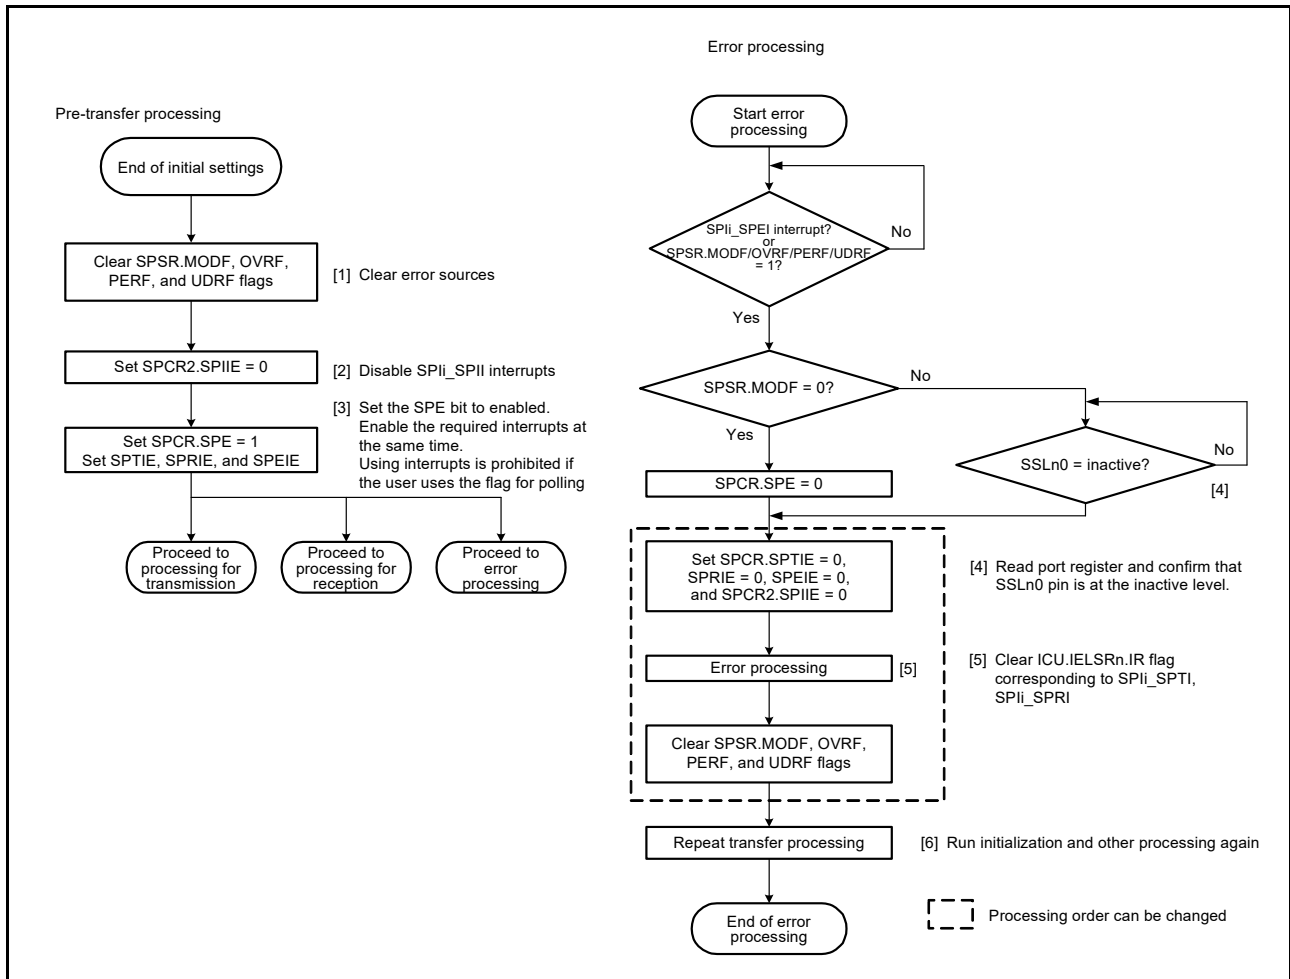 Error processing
Pre-transfer processing
End of initial settings
Clear SPSR.MODF, OVRF,
PERF, and UDRF flags
[1] Clear error sources
Set SPCR2.SPIIE = 0
[2] Disable SPIi_SPII interrupts
Set SPCR.SPE = 1
Set SPTIE, SPRIE, and SPEIE
[3] Set the SPE bit to enabled.
Enable the required interrupts at
the same time.
Using interrupts is prohibited if
the user uses the flag for polling
Proceed to
processing for
transmission
Proceed to
processing for
reception
Proceed to
error
processing
Start error
processing
SPIi_SPEI interrupt?
or
SPSR.MODF/OVRF/PERF/UDRF
= 1?
No
Yes
SPSR.MODF = 0?
No
Yes
SSLn0 = inactive?
No
[4]
SPCR.SPE = 0
Set SPCR.SPTIE = 0,
SPRIE = 0, SPEIE = 0,
and SPCR2.SPIIE = 0
[4] Read port register and confirm that
SSLn0 pin is at the inactive level.
Error processing
[5]
[5] Clear ICU.IELSRn.IR flag
corresponding to SPIi_SPTI,
SPIi_SPRI
Clear SPSR.MODF, OVRF,
PERF, and UDRF flags
Repeat transfer processing
[6] Run initialization and other processing again
End of error
processing
Processing order can be changed